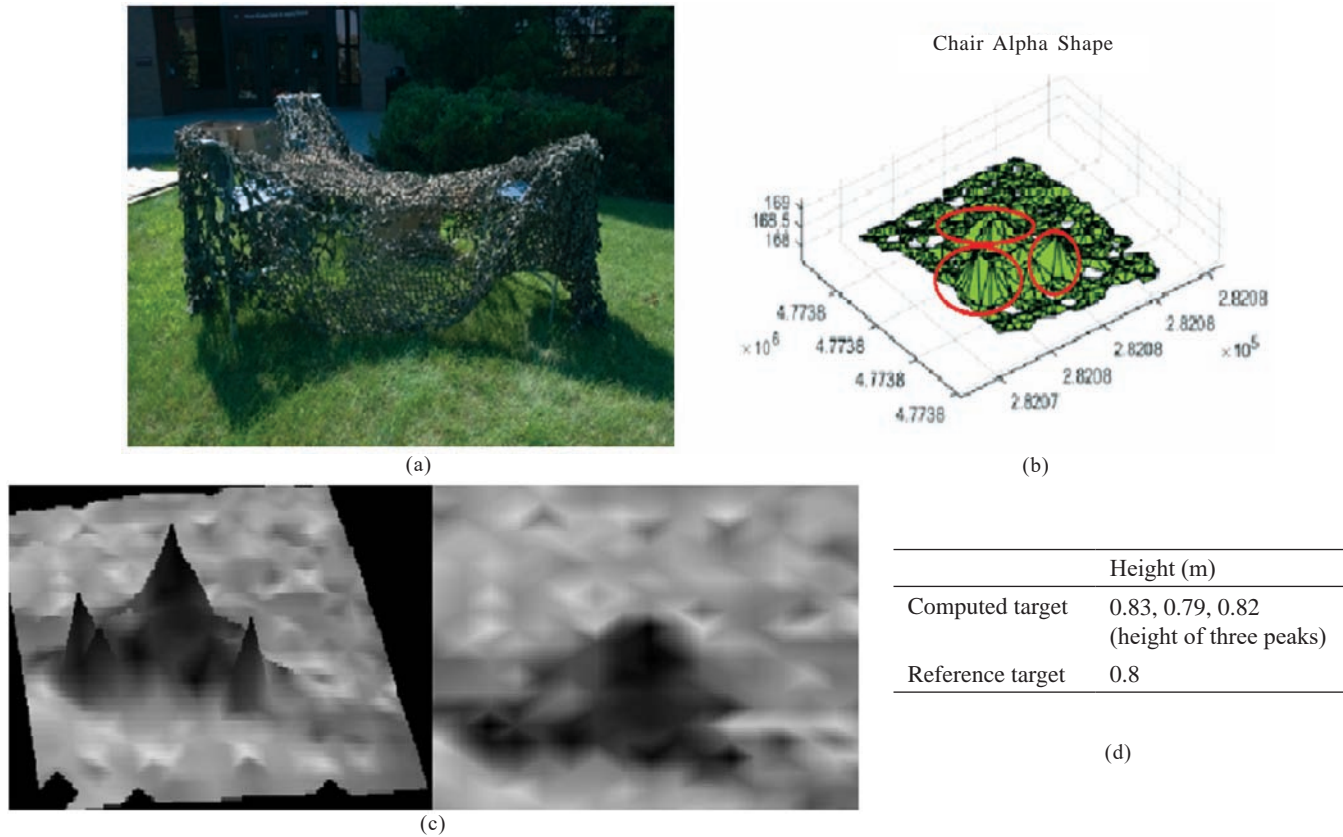 Chair Alpha Shape
169
168.5
168
4.7738
4.7738
4.7738
4.7738
× 10⁶
2.8208
2.8208
2.8208
2.8208
2.8207
× 10⁵
(a)
(b)
Height (m)
Computed target 0.83, 0.79, 0.82
(height of three peaks)
Reference target 0.8
(d)
(c)